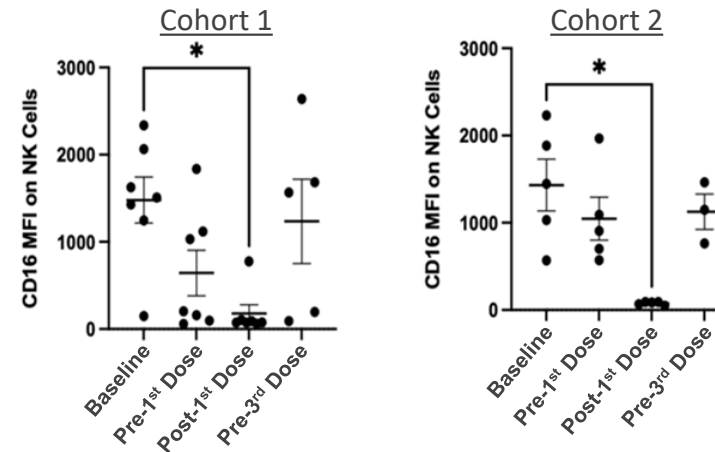 Cohort 1
Cohort 2
CD16 MFI on NK Cells
3000
2000
1000
0
*
Baseline
Pre-1st Dose
Post-1st Dose
Pre-3rd Dose
CD16 MFI on NK Cells
3000
2000
1000
0
*
Baseline
Pre-1st Dose
Post-1st Dose
Pre-3rd Dose